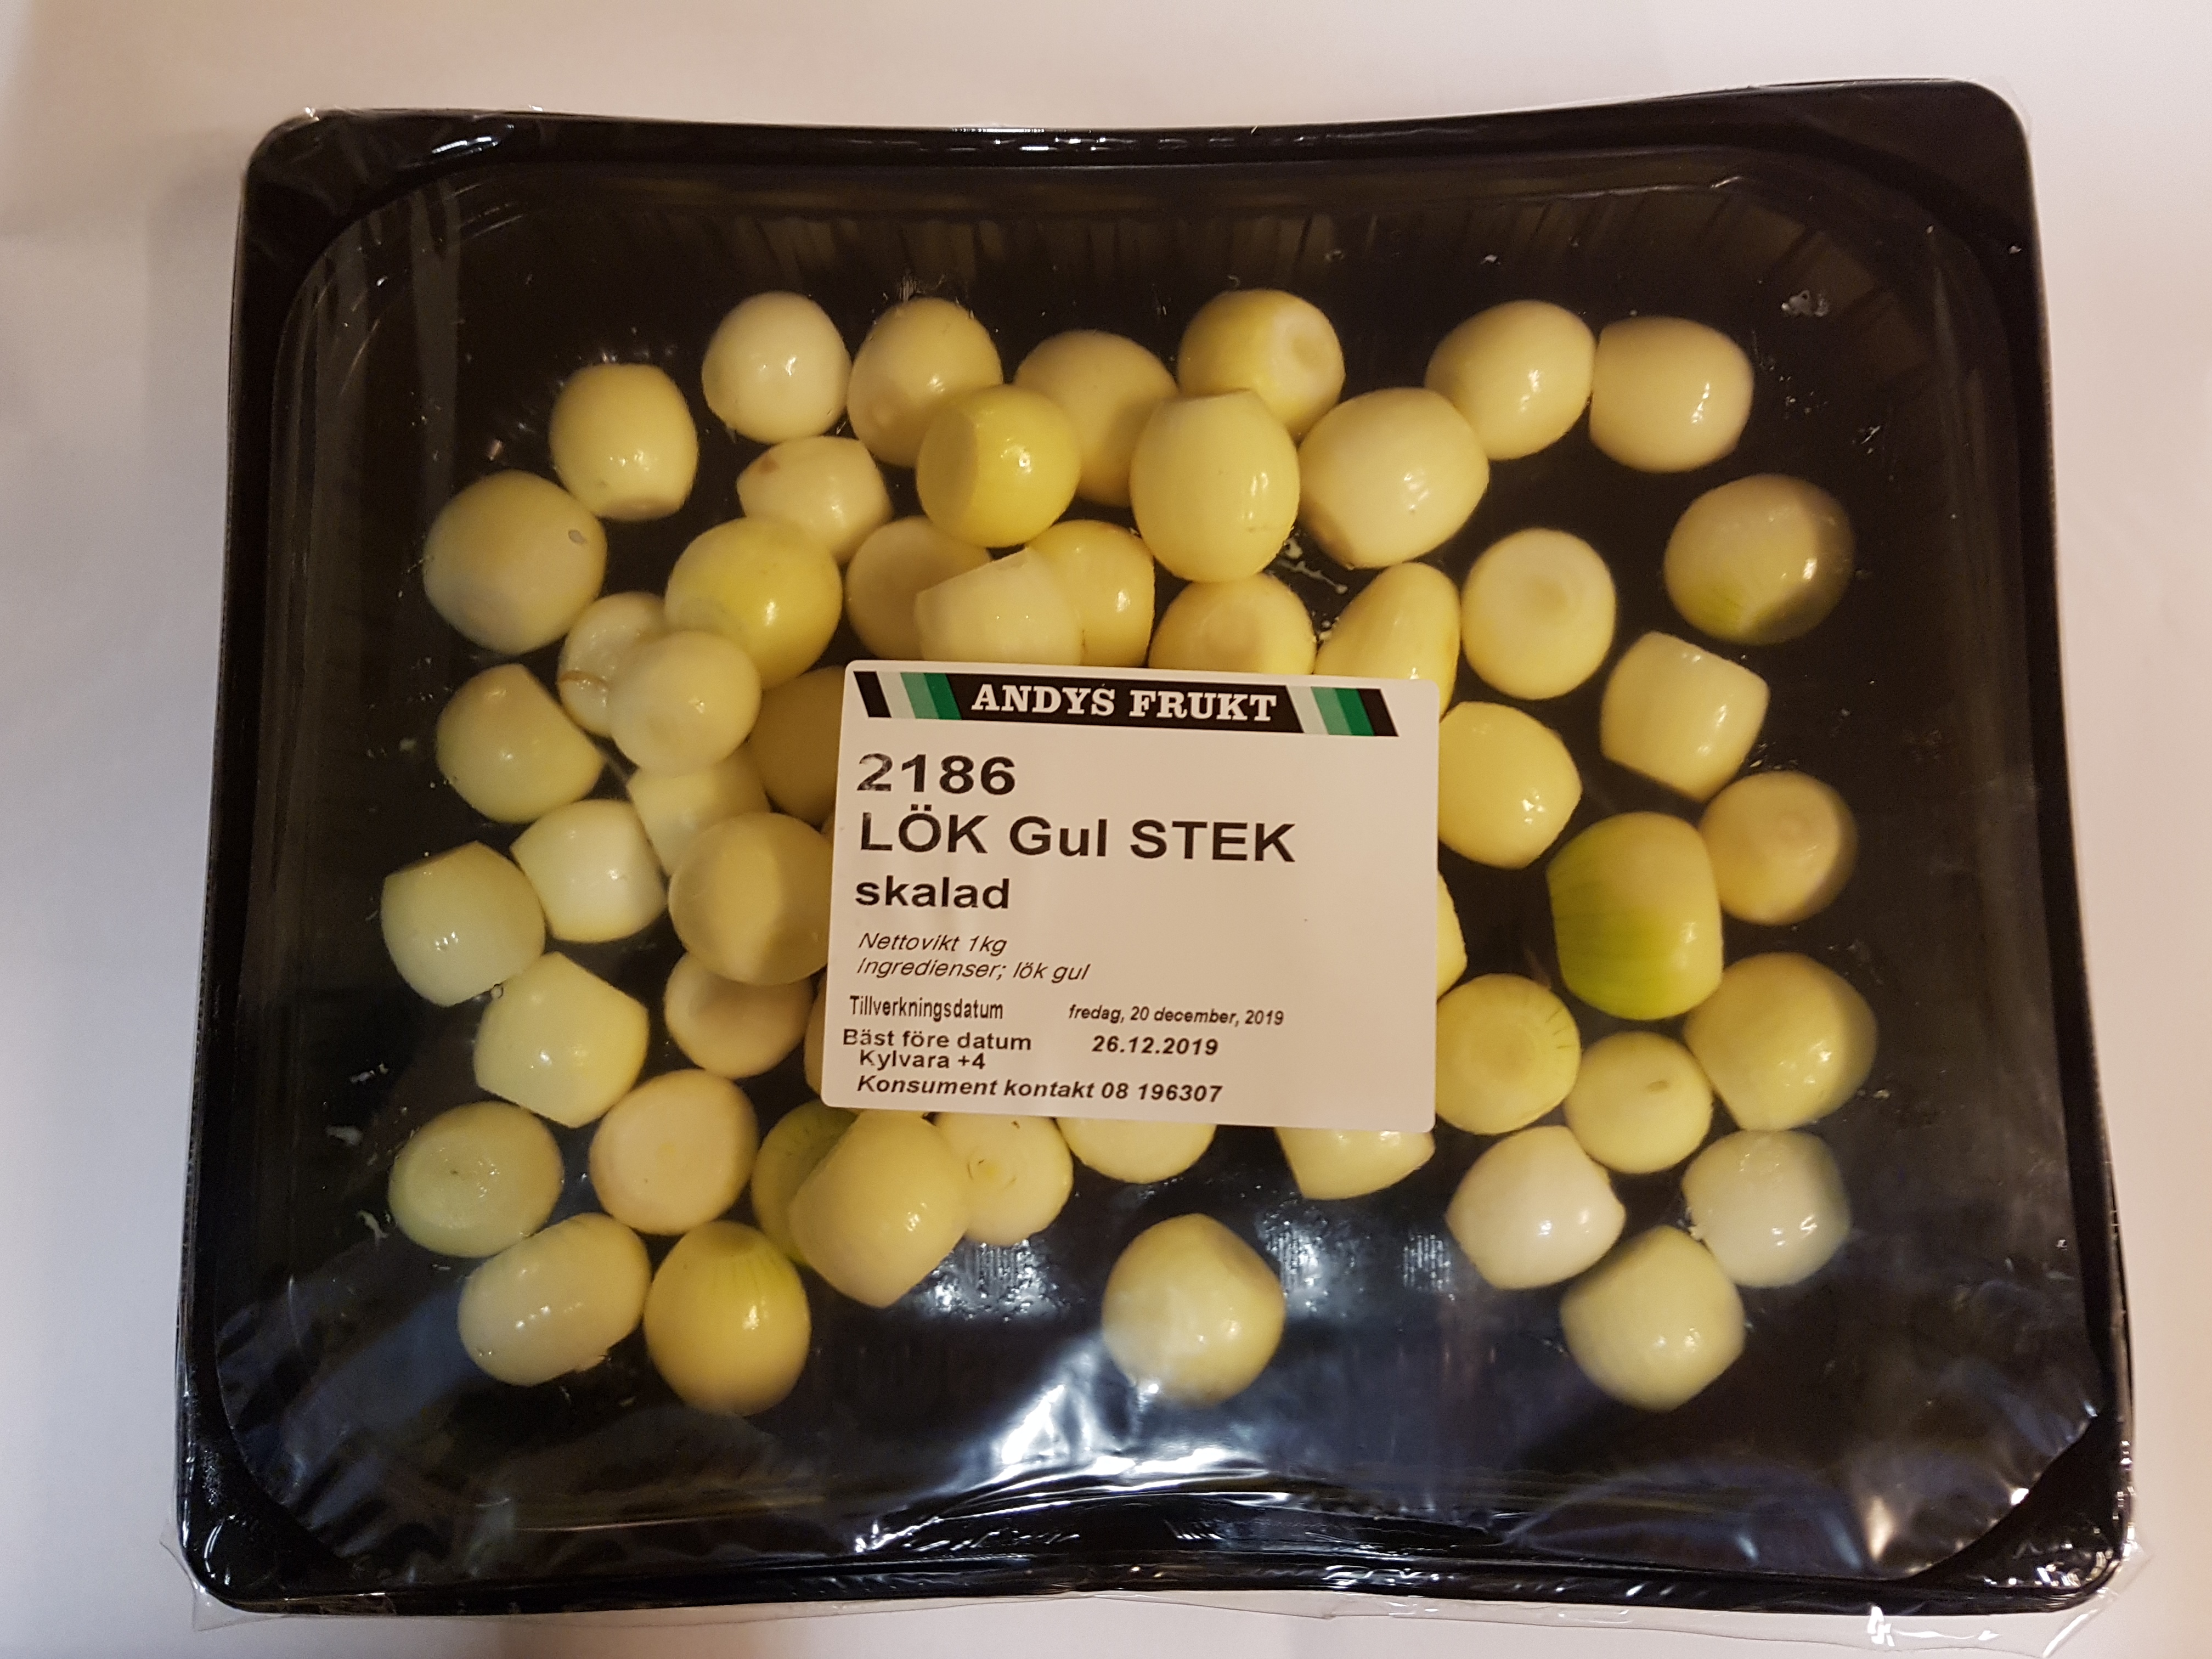 ANDYS FRUKT
2186
LÖK Gul STEK
skalad
Nettovikt 1kg
Ingredienser; lök gul
Tillverkningsdatum fredag, 20 december, 2019
Bäst före datum 26.12.2019
Kylvara +4
Konsument kontakt 08 196307